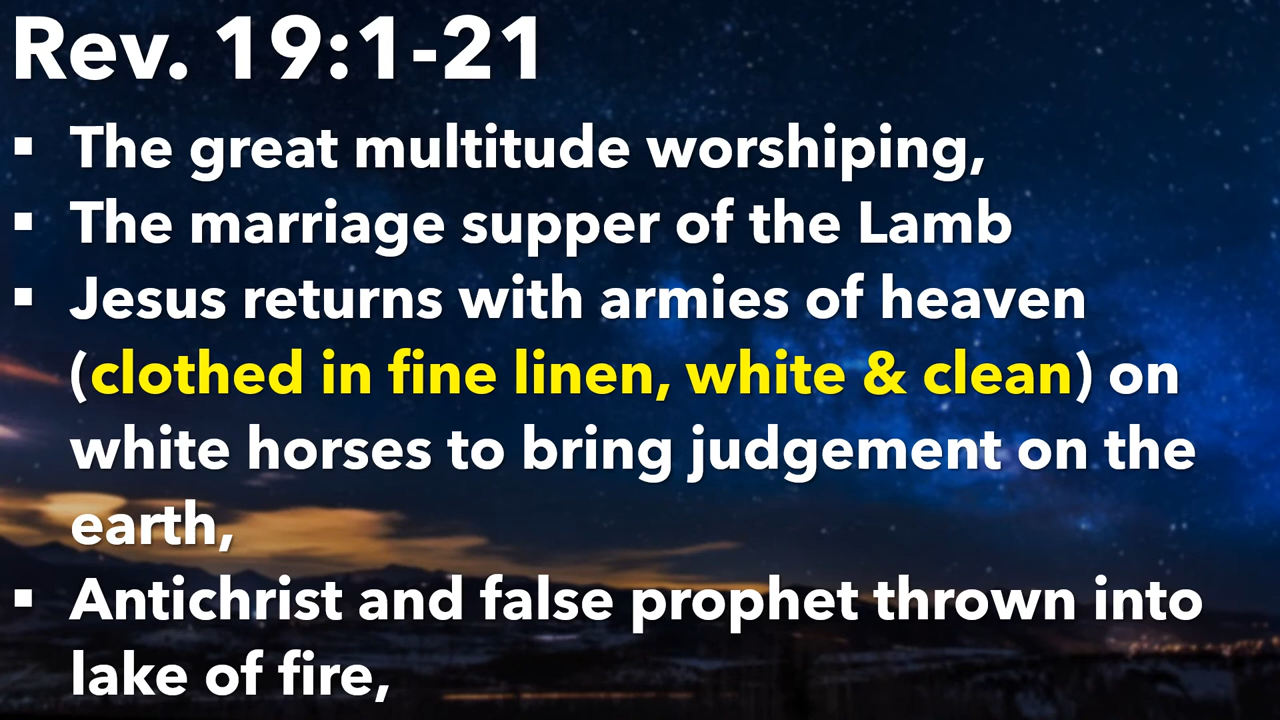 Rev. 19:1-21
▪ The great multitude worshiping,
▪ The marriage supper of the Lamb
▪ Jesus returns with armies of heaven
(clothed in fine linen, white & clean) on
white horses to bring judgement on the
earth,
▪ Antichrist and false prophet thrown into
lake of fire,